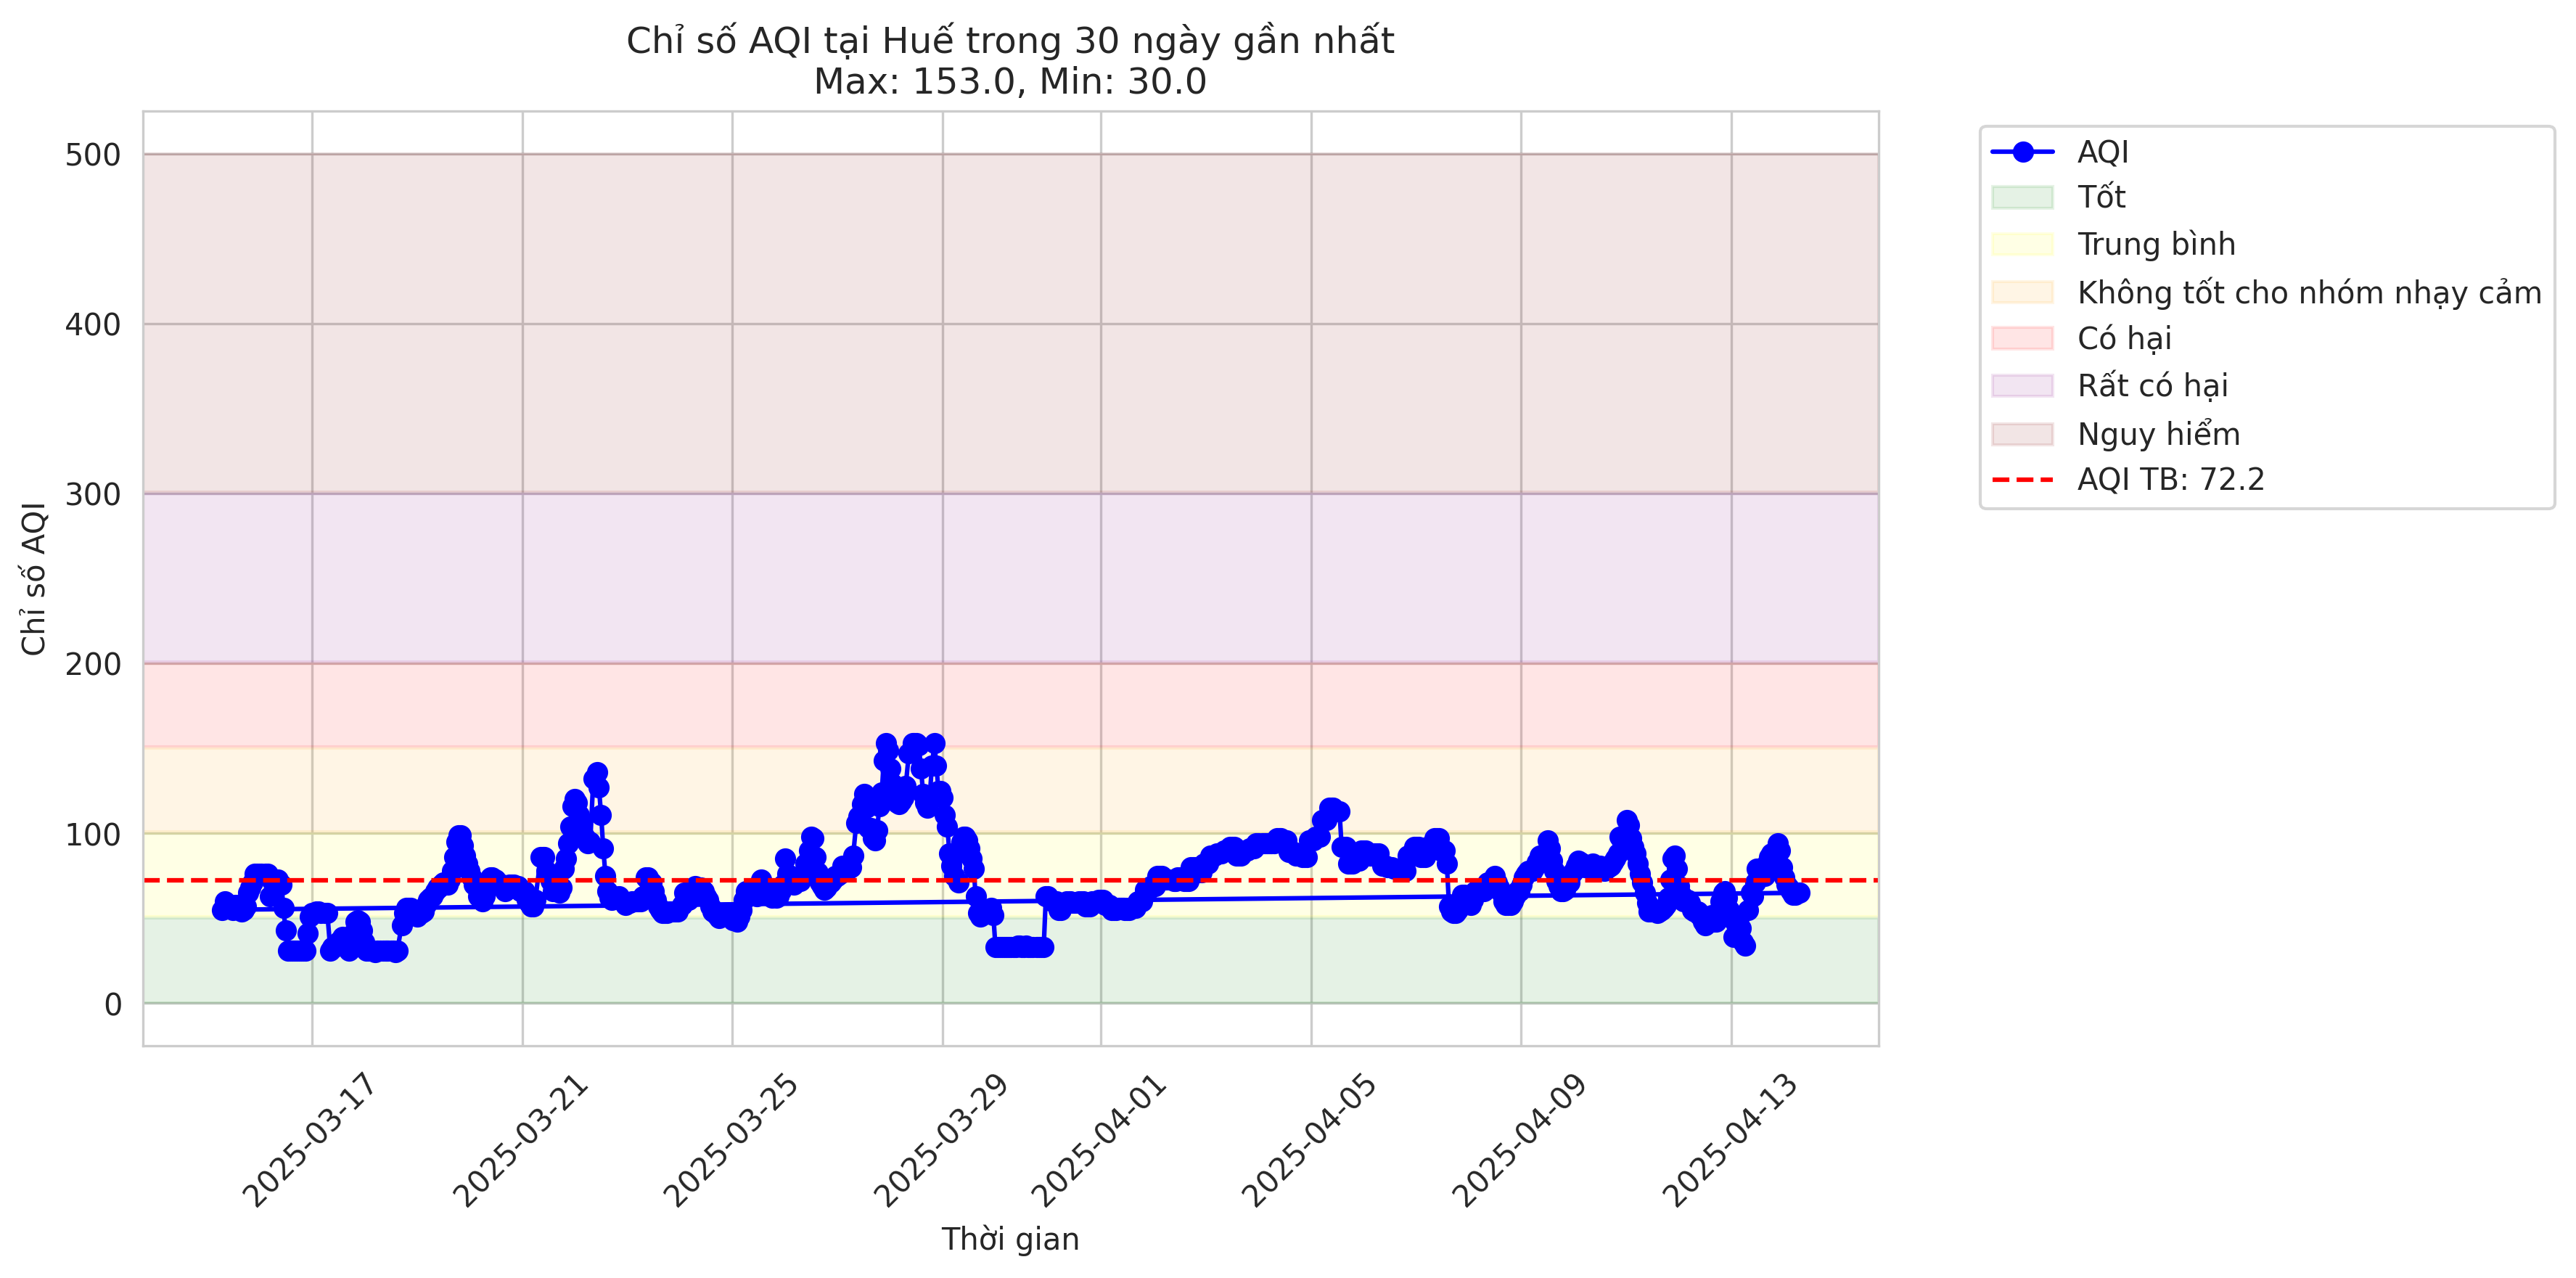 Chỉ số AQI tại Huế trong 30 ngày gần nhất
Max: 153.0, Min: 30.0
Chỉ số AQI
500
400
300
200
100
0
2025-03-17
2025-03-21
2025-03-25
2025-03-29
2025-04-01
2025-04-05
2025-04-09
2025-04-13
Thời gian
AQI
Tốt
Trung bình
Không tốt cho nhóm nhạy cảm
Có hại
Rất có hại
Nguy hiểm
AQI TB: 72.2